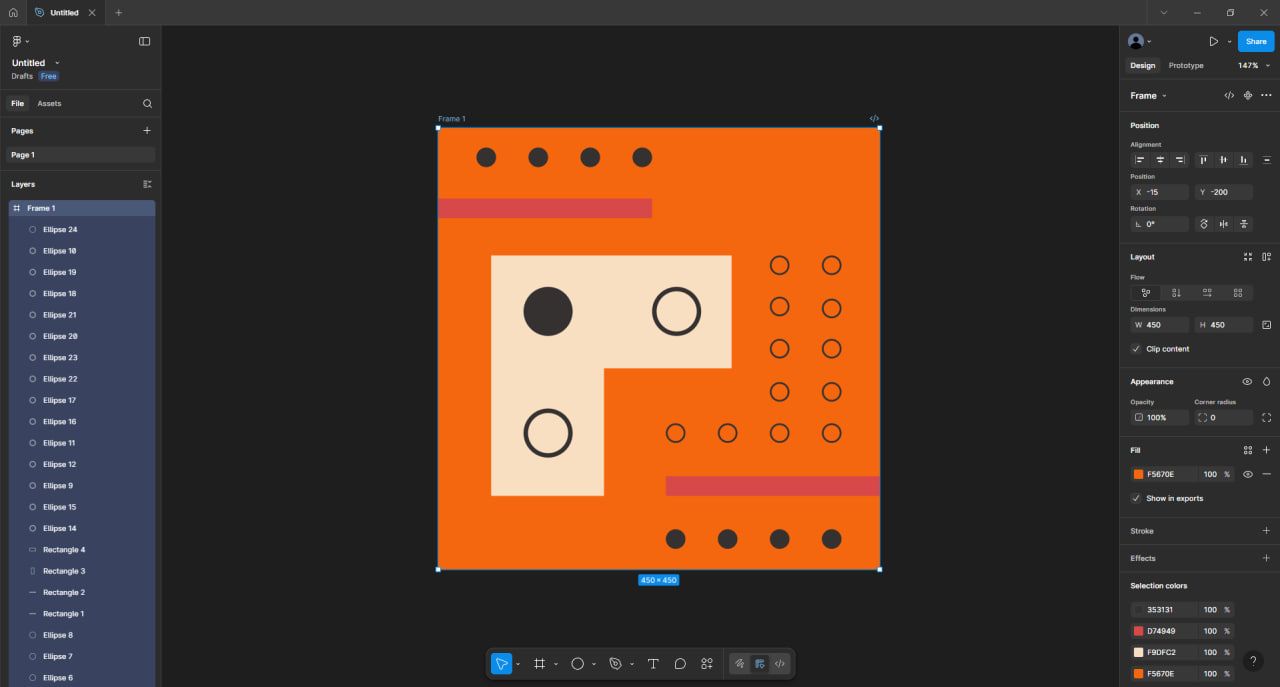 Untitled
Untitled
Drafts Free
File Assets
Pages
Page 1
Layers
Frame 1
Ellipse 24
Ellipse 10
Ellipse 19
Ellipse 18
Ellipse 21
Ellipse 20
Ellipse 23
Ellipse 22
Ellipse 17
Ellipse 16
Ellipse 11
Ellipse 12
Ellipse 9
Ellipse 15
Ellipse 14
Rectangle 4
Rectangle 3
Rectangle 2
Rectangle 1
Ellipse 8
Ellipse 7
Ellipse 6
Frame 1
450 × 450
Share
Design Prototype 147%
Frame
Position
Alignment
Position
X -15 Y -200
Rotation
0°
Layout
Flow
Dimensions
W 450 H 450
Clip content
Appearance
Opacity Corner radius
100% 0
Fill
F5670E 100 %
Show in exports
Stroke
Effects
Selection colors
353131 100 %
D74949 100 %
F9DFC2 100 %
F5670E 100 %
?